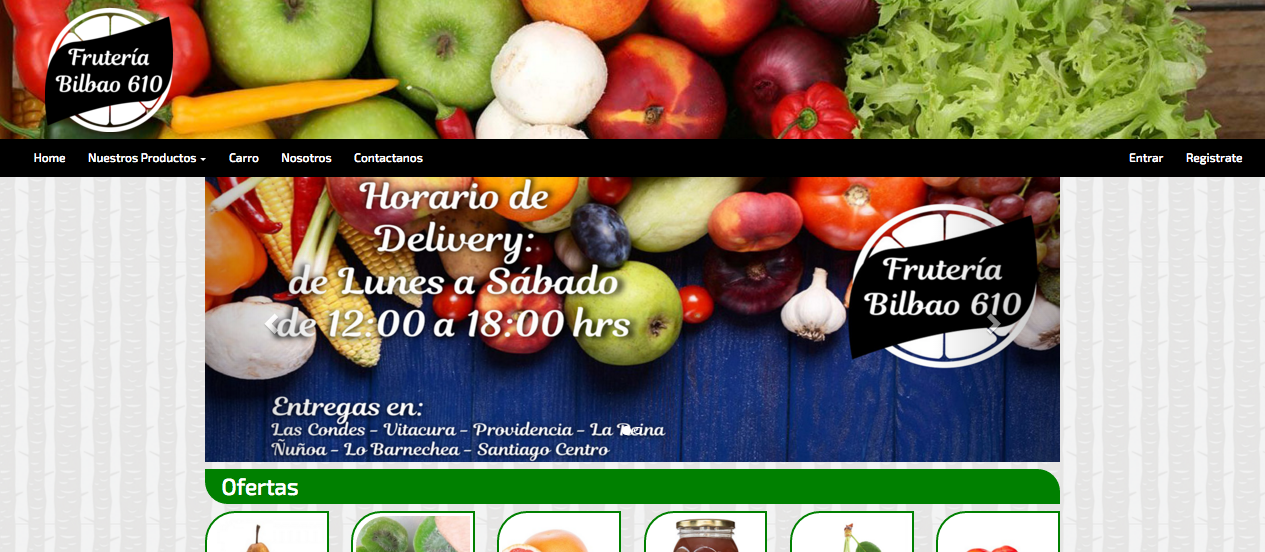 Frutería
Bilbao 610
Home Nuestros Productos Carro Nosotros Contactanos Entrar Registrate
Horario de
Delivery:
de Lunes a Sábado
de 12:00 a 18:00 hrs
Frutería
Bilbao 610
Entregas en:
Las Condes - Vitacura - Providencia - La Reina
Ñuñoa - Lo Barnechea - Santiago Centro
Ofertas